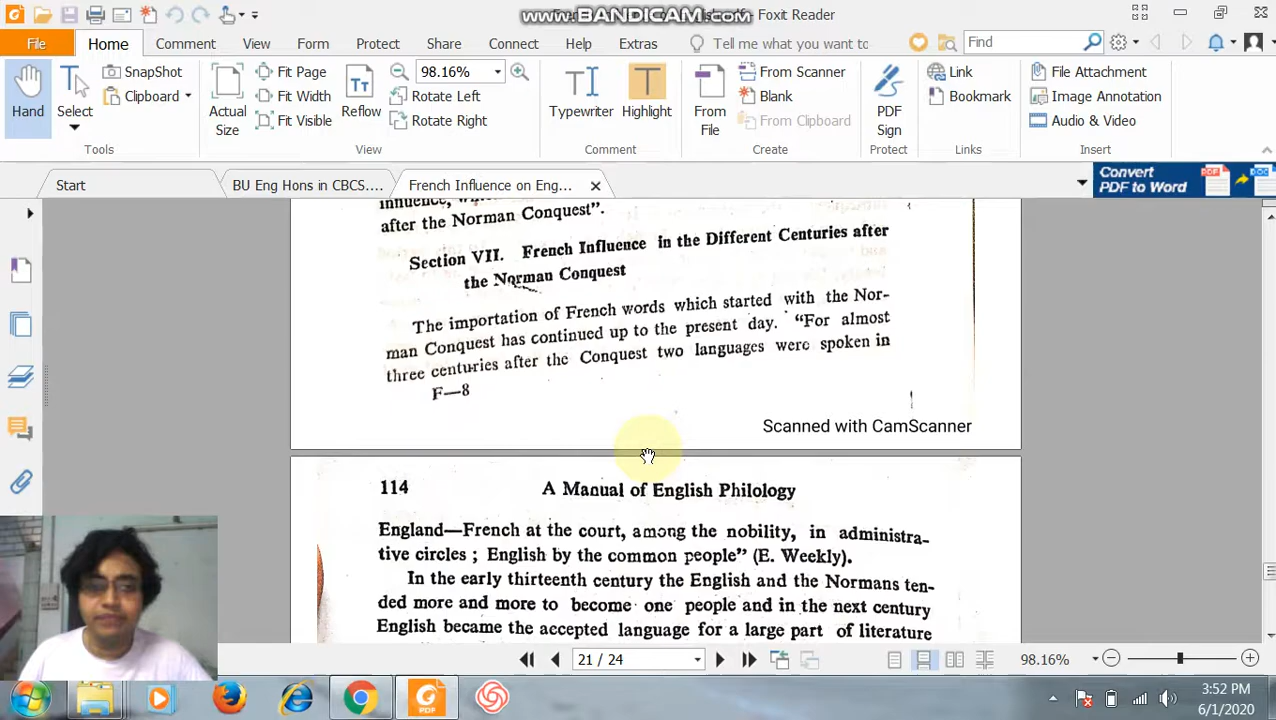 www.BANDICAM.com
Foxit Reader
File
Home
Comment
View
Form
Protect
Share
Connect
Help
Extras
Tell me what you want to
Find
Hand
Select
SnapShot
Clipboard
Tools
Actual
Size
Fit Page
Fit Width
Fit Visible
Reflow
98.16%
Rotate Left
Rotate Right
View
Typewriter
Highlight
Comment
From
File
From Scanner
Blank
From Clipboard
Create
PDF
Sign
Protect
Link
Bookmark
Links
File Attachment
Image Annotation
Audio & Video
Insert
Start
BU Eng Hons in CBCS....
French Influence on Eng...
Convert
PDF to Word
after the Norman Conquest”.
Section VII. French Influence in the Different Centuries after
the Norman Conquest
The importation of French words which started with the Nor-
man Conquest has continued up to the present day. “For almost
three centuries after the Conquest two languages were spoken in
F—8
Scanned with CamScanner
114
A Manual of English Philology
England—French at the court, among the nobility, in administra-
tive circles ; English by the common people” (E. Weekly).
In the early thirteenth century the English and the Normans ten-
ded more and more to become one people and in the next century
English became the accepted language for a large part of literature
21 / 24
98.16%
3:52 PM
6/1/2020